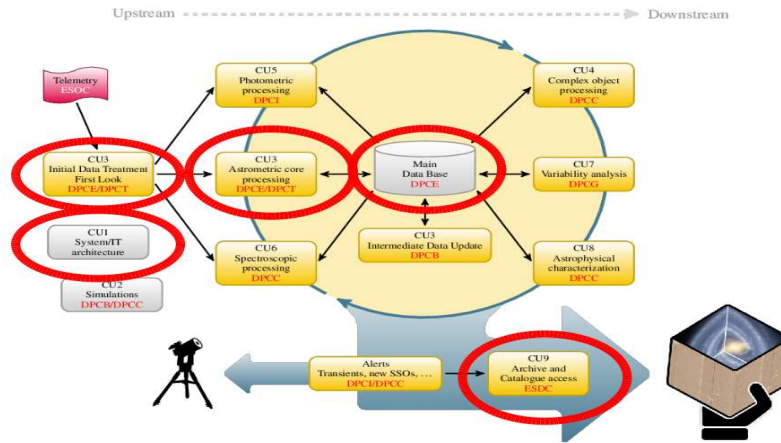 Upstream
Downstream
Telemetry
ESOC
CU5
Photometric
processing
DPCI
CU4
Complex object
processing
DPCC
CU3
Initial Data Treatment
First Look
DPCE/DPCT
CU3
Astrometric core
processing
DPCE/DPCT
Main
Data Base
DPCE
CU7
Variability analysis
DPCG
CU1
System/IT
architecture
CU6
Spectroscopic
processing
DPCC
CU3
Intermediate Data Update
DPCB
CU8
Astrophysical
characterization
DPCC
CU2
Simulations
DPCB/DPCC
Alerts
Transients, new SSOs, ...
DPCI/DPCC
CU9
Archive and
Catalogue access
ESDC